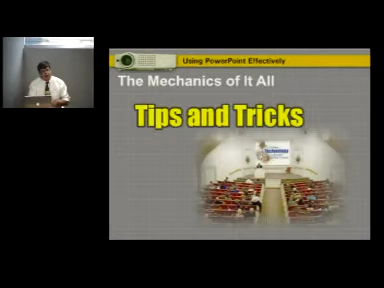 Using PowerPoint Effectively
The Mechanics of It All
Tips and Tricks